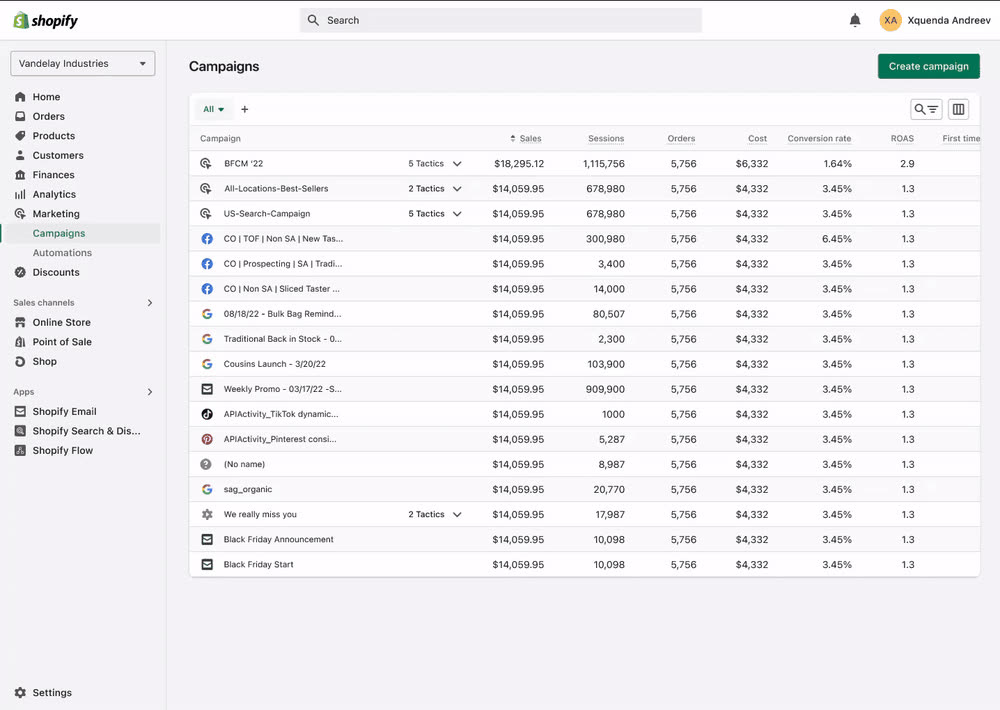 shopify
Search
XA Xquenda Andreev
Vandelay Industries
Home
Orders
Products
Customers
Finances
Analytics
Marketing
Campaigns
Automations
Discounts
Sales channels
Online Store
Point of Sale
Shop
Apps
Shopify Email
Shopify Search & Dis...
Shopify Flow
Settings
Campaigns
Create campaign
All
Campaign Sales Sessions Orders Cost Conversion rate ROAS First time
BFCM '22 5 Tactics $18,295.12 1,115,756 5,756 $6,332 1.64% 2.9
All-Locations-Best-Sellers 2 Tactics $14,059.95 678,980 5,756 $4,332 3.45% 1.3
US-Search-Campaign 5 Tactics $14,059.95 678,980 5,756 $4,332 3.45% 1.3
CO | TOF | Non SA | New Tas... $14,059.95 300,980 5,756 $4,332 6.45% 1.3
CO | Prospecting | SA | Tradi... $14,059.95 3,400 5,756 $4,332 3.45% 1.3
CO | Non SA | Sliced Taster ... $14,059.95 14,000 5,756 $4,332 3.45% 1.3
08/18/22 - Bulk Bag Remind... $14,059.95 80,507 5,756 $4,332 3.45% 1.3
Traditional Back in Stock - 0... $14,059.95 2,300 5,756 $4,332 3.45% 1.3
Cousins Launch - 3/20/22 $14,059.95 103,900 5,756 $4,332 3.45% 1.3
Weekly Promo - 03/17/22 -S... $14,059.95 909,900 5,756 $4,332 3.45% 1.3
APIActivity_TikTok dynamic... $14,059.95 1000 5,756 $4,332 3.45% 1.3
APIActivity_Pinterest consi... $14,059.95 5,287 5,756 $4,332 3.45% 1.3
(No name) $14,059.95 8,987 5,756 $4,332 3.45% 1.3
sag_organic $14,059.95 20,770 5,756 $4,332 3.45% 1.3
We really miss you 2 Tactics $14,059.95 17,987 5,756 $4,332 3.45% 1.3
Black Friday Announcement $14,059.95 10,098 5,756 $4,332 3.45% 1.3
Black Friday Start $14,059.95 10,098 5,756 $4,332 3.45% 1.3